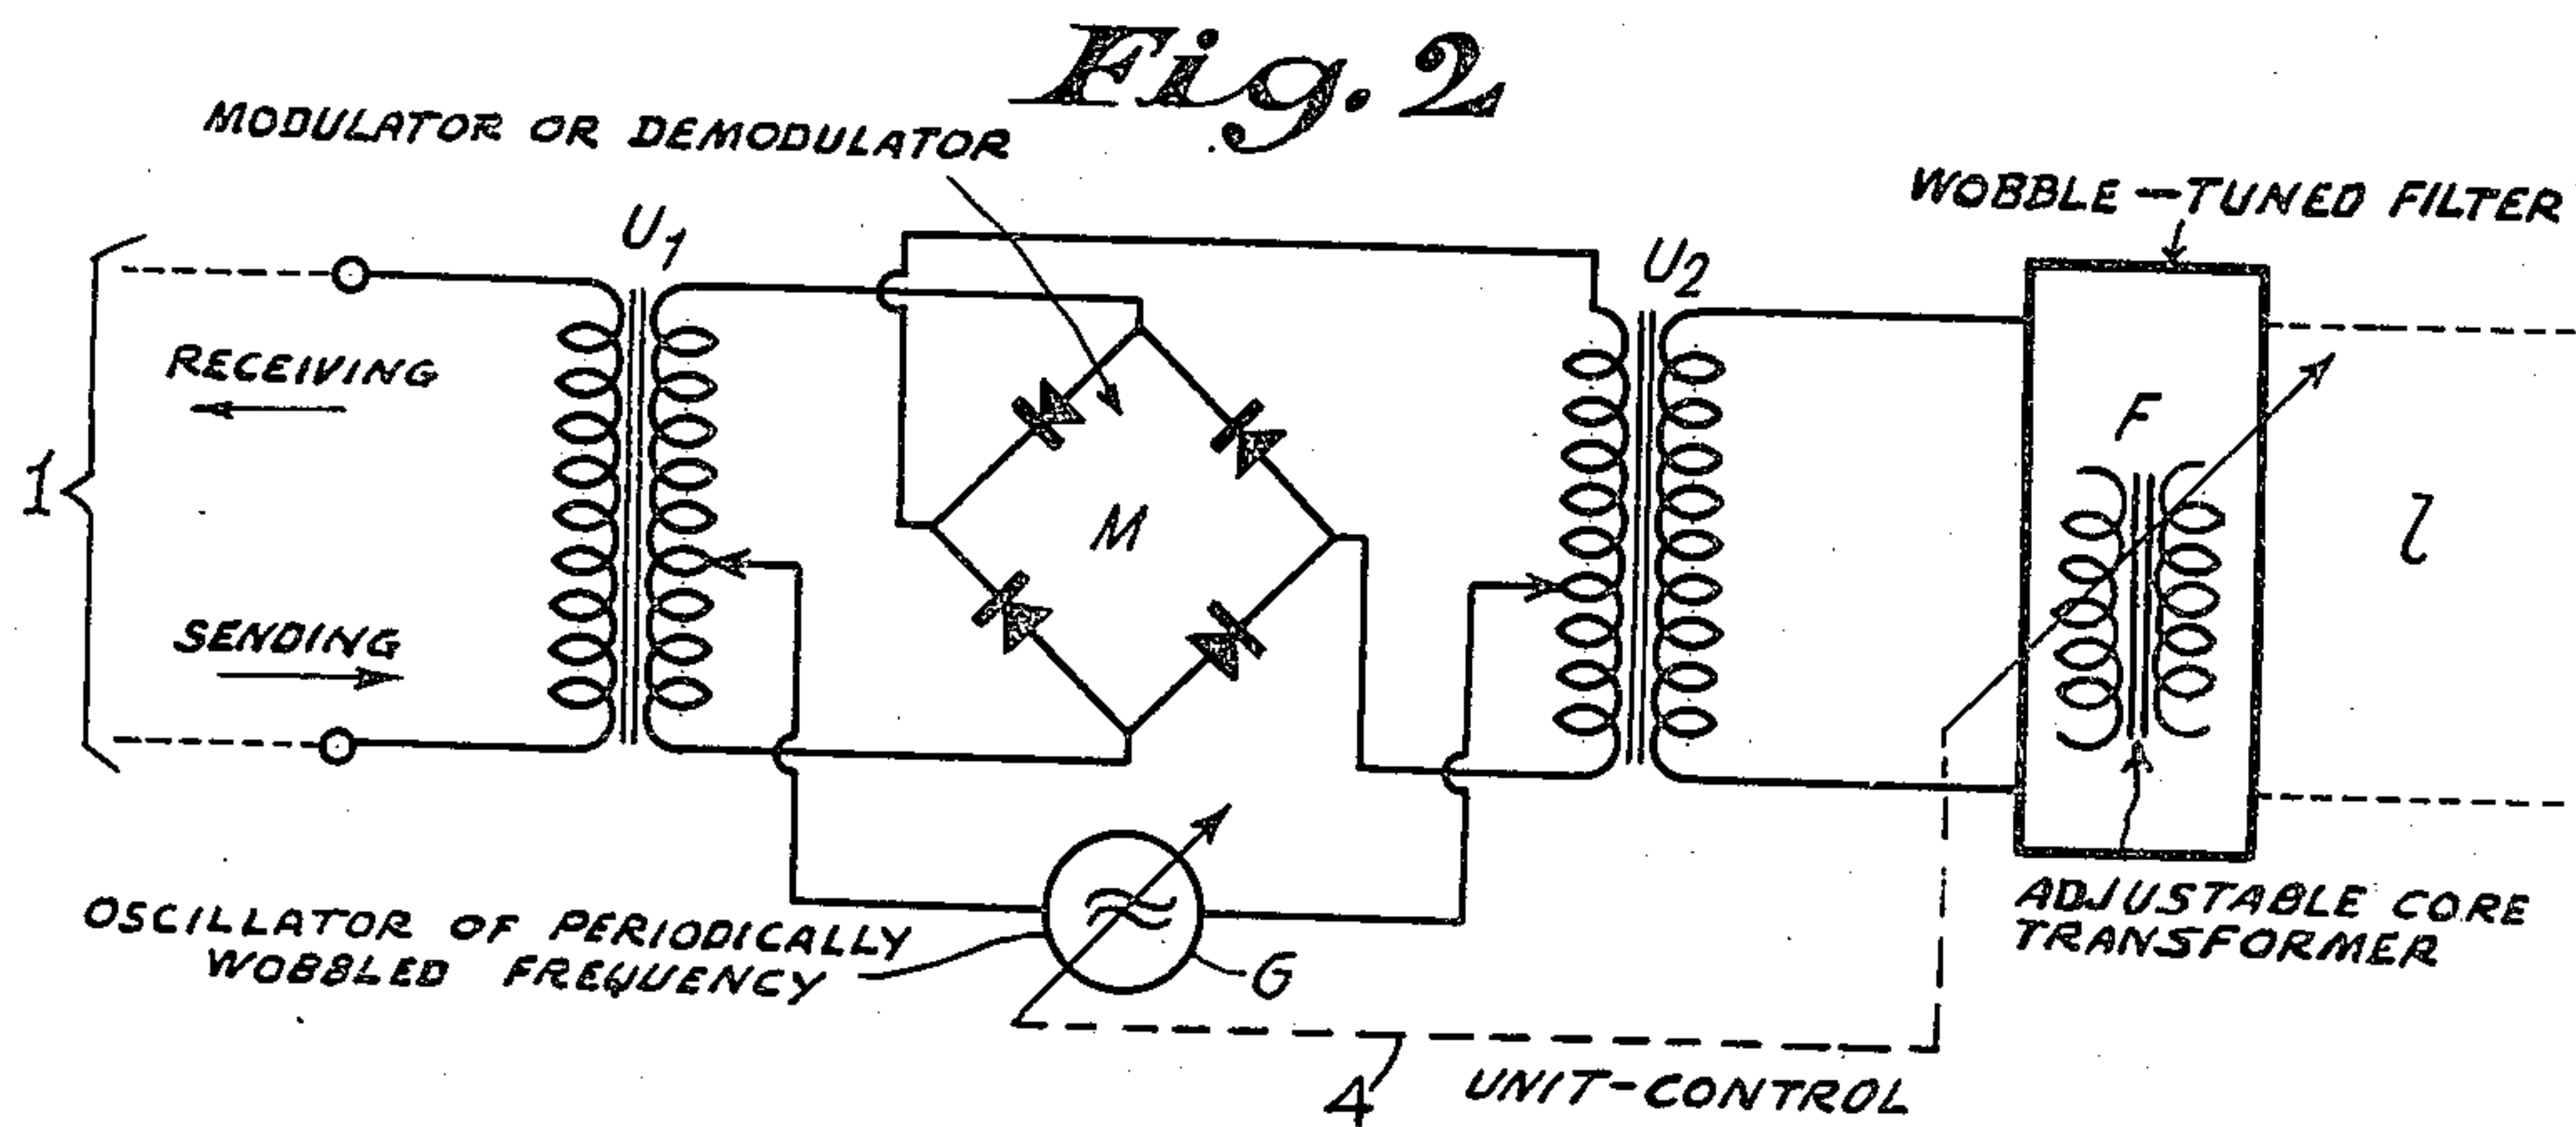 Fig. 2
MODULATOR OR DEMODULATOR
WOBBLE-TUNED FILTER
U1
U2
RECEIVING
1
M
F
l
SENDING
OSCILLATOR OF PERIODICALLY
WOBBLED FREQUENCY
G
ADJUSTABLE CORE
TRANSFORMER
4
UNIT-CONTROL